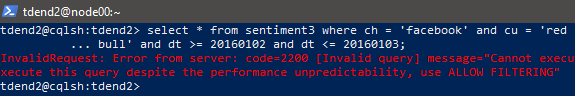 tdend2@node00:~
tdend2@cqlsh:tdend2> select * from sentiment3 where ch = 'facebook' and cu = 'red
... bull' and dt >= 20160102 and dt <= 20160103;
InvalidRequest: Error from server: code=2200 [Invalid query] message="Cannot execu
xecute this query despite the performance unpredictability, use ALLOW FILTERING"
tdend2@cqlsh:tdend2>